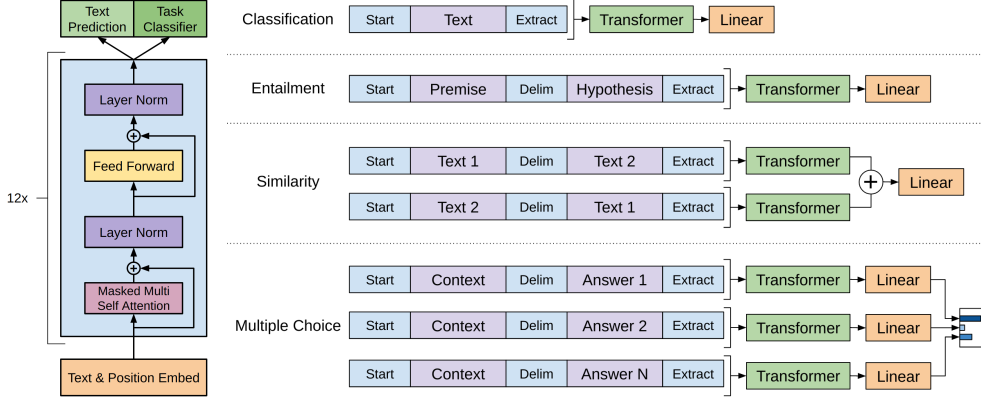 Text
Prediction
Task
Classifier
12x
Layer Norm
+
Feed Forward
Layer Norm
+
Masked Multi
Self Attention
Text & Position Embed
Classification
Start Text Extract Transformer Linear
Entailment
Start Premise Delim Hypothesis Extract Transformer Linear
Similarity
Start Text 1 Delim Text 2 Extract Transformer
+ Linear
Start Text 2 Delim Text 1 Extract Transformer
Multiple Choice
Start Context Delim Answer 1 Extract Transformer Linear
Start Context Delim Answer 2 Extract Transformer Linear
Start Context Delim Answer N Extract Transformer Linear